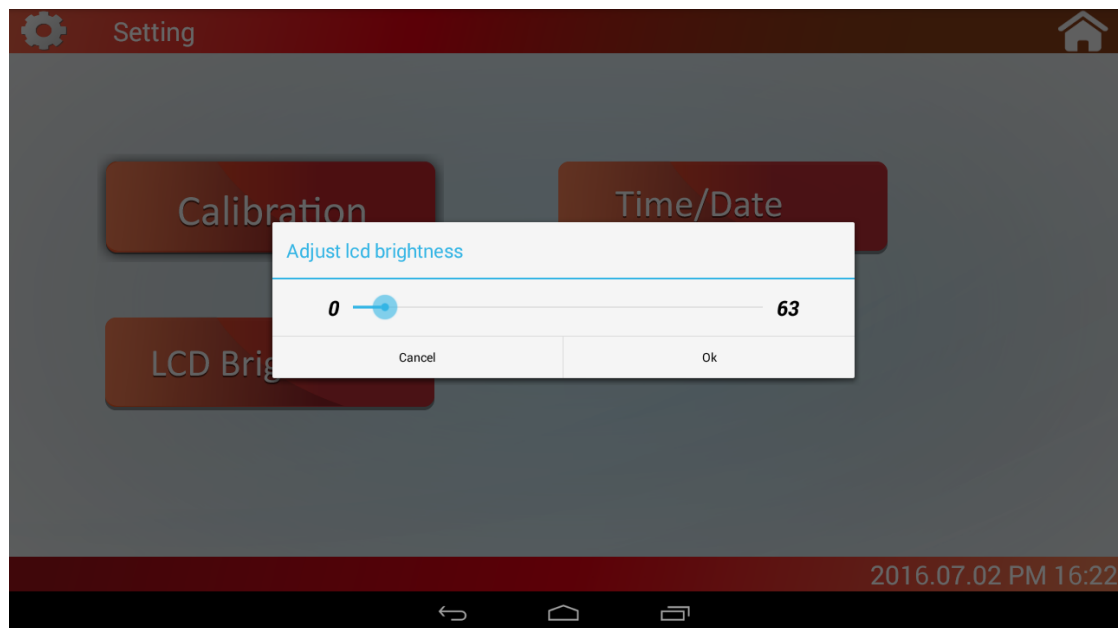 Setting
Calibration
Time/Date
Adjust lcd brightness
0 63
Cancel Ok
LCD Brig
2016.07.02 PM 16:22